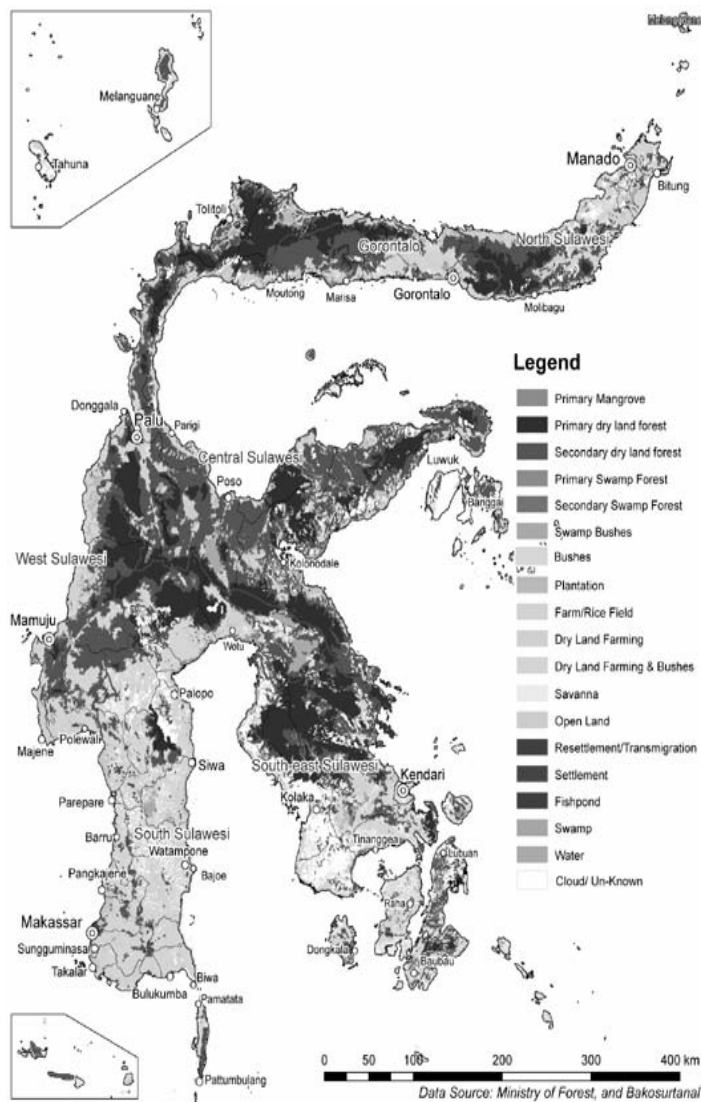 Melanguane
Melanguane
Tahuna
Manado
Bitung
Tolitoli
Gorontalo
North Sulawesi
Moutong
Marisa
Gorontalo
Molibagu
Legend
Primary Mangrove
Primary dry land forest
Secondary dry land forest
Primary Swamp Forest
Secondary Swamp Forest
Swamp Bushes
Bushes
Plantation
Farm/Rice Field
Dry Land Farming
Dry Land Farming & Bushes
Savanna
Open Land
Resettlement/Transmigration
Settlement
Fishpond
Swamp
Water
Cloud/ Un-Known
Donggala
Palu
Parigi
Central Sulawesi
Luwuk
Poso
Banggai
West Sulawesi
Kolonodale
Mamuju
Wotu
Palopo
Majene
Polewali
Siwa
South-east Sulawesi
Kendari
Parepare
Kolaka
Barru
South Sulawesi
Tinanggea
Watampone
Bajoe
Pangkajene
Raha
Makassar
Sungguminasa
Dongkala
Takalar
Baubau
Bulukumba
Biwa
Pamatata
Pattumbulang
0 50 100 200 300 400 km
Data Source: Ministry of Forest, and Bakosurtanal